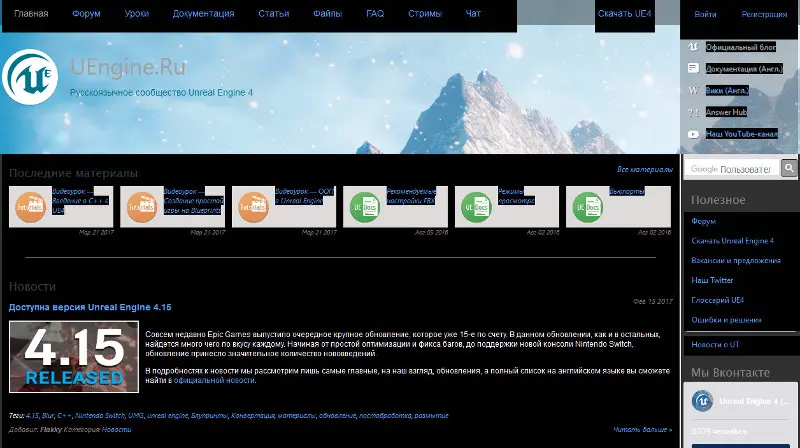 Главная Форум Уроки Документация Статьи Файлы FAQ Стримы Чат Скачать UE4 Войти Регистрация
UEngine.Ru
Русскоязычное сообщество Unreal Engine 4
Официальный блог
Документация (Англ.)
Вики (Англ.)
Answer Hub
Наш YouTube-канал
Последние материалы
Все материалы
Google Пользовател
Видеоурок —
Введение в C++ в
UE4
Мар 21 2017
Видеоурок —
Создание простой
игры на Blueprints
Мар 21 2017
Видеоурок — ООП
в Unreal Engine
Мар 21 2017
Рекомендуемые
настройки FBX
Авг 05 2016
Режимы
просмотра
Авг 02 2016
Вьюпорты
Авг 02 2016
Полезное
Форум
Скачать Unreal Engine 4
Вакансии и предложения
Наш Twitter
Глоссарий UE4
Ошибки и решения
Новости о UT
Новости
Доступна версия Unreal Engine 4.15
Фев 15 2017
4.15
RELEASED
Совсем недавно Epic Games выпустило очередное крупное обновление, которое уже 15-е по счету. В данном обновлении, как и в остальных,
найдется много чего по вкусу каждому. Начиная от простой оптимизации и фикса багов, до поддержки новой консоли Nintendo Switch,
обновление принесло значительное количество нововведений.
В подробностях к новости мы рассмотрим лишь самые главные, на наш взгляд, обновления, а полный список на английском языке вы сможете
найти в официальной новости.
Теги: 4.15, Blur, C++, Nintendo Switch, UMG, unreal engine, Блупринты, Конвертация, материалы, обновление, постобработка, размытие
Добавил: Flakky Категория: Новости
Читать дальше »
Мы Вконтакте
Unreal Engine 4 (...